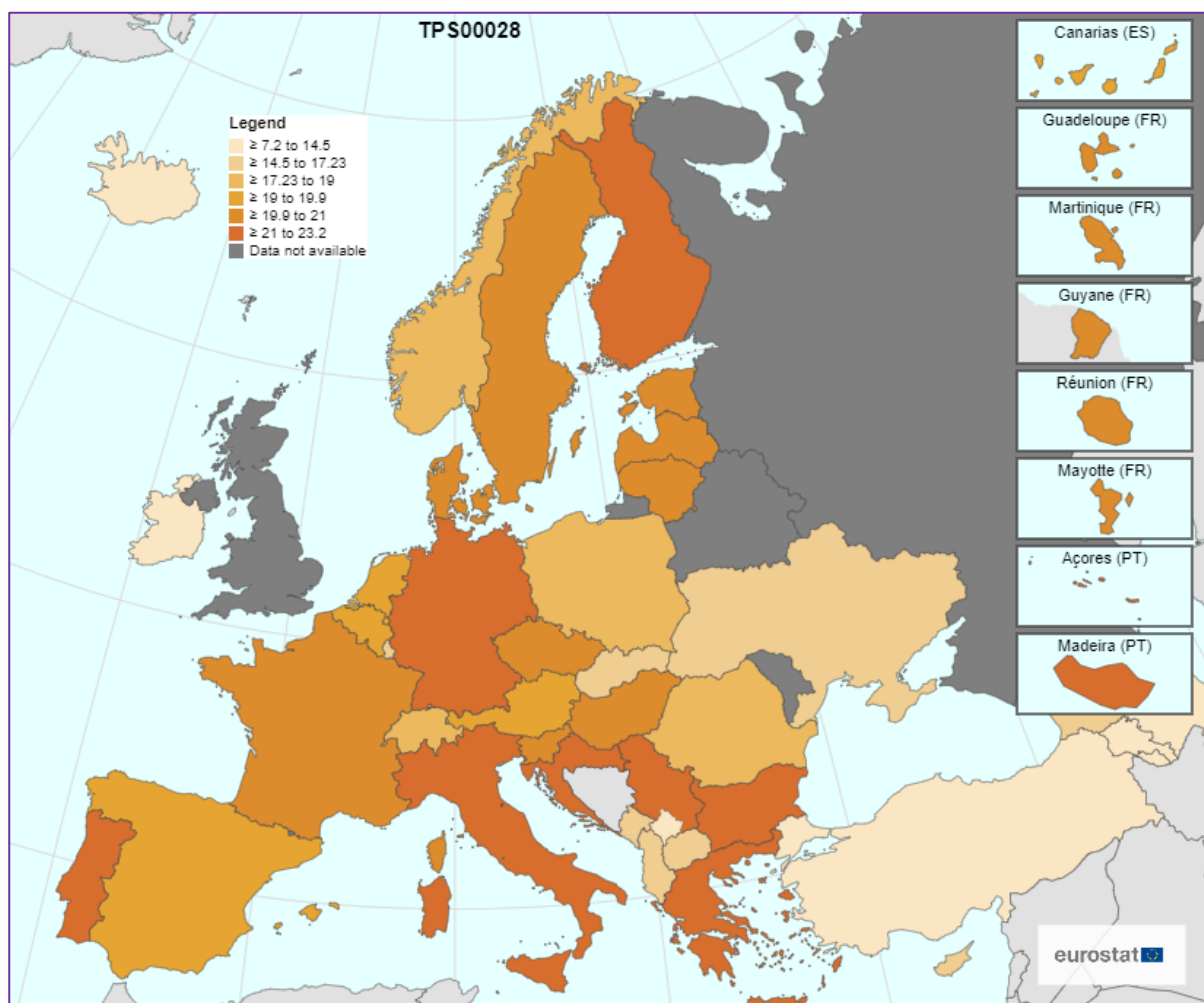 TPS00028
Legend
≥ 7.2 to 14.5
≥ 14.5 to 17.23
≥ 17.23 to 19
≥ 19 to 19.9
≥ 19.9 to 21
≥ 21 to 23.2
Data not available
Canarias (ES)
Guadeloupe (FR)
Martinique (FR)
Guyane (FR)
Réunion (FR)
Mayotte (FR)
Açores (PT)
Madeira (PT)
eurostat